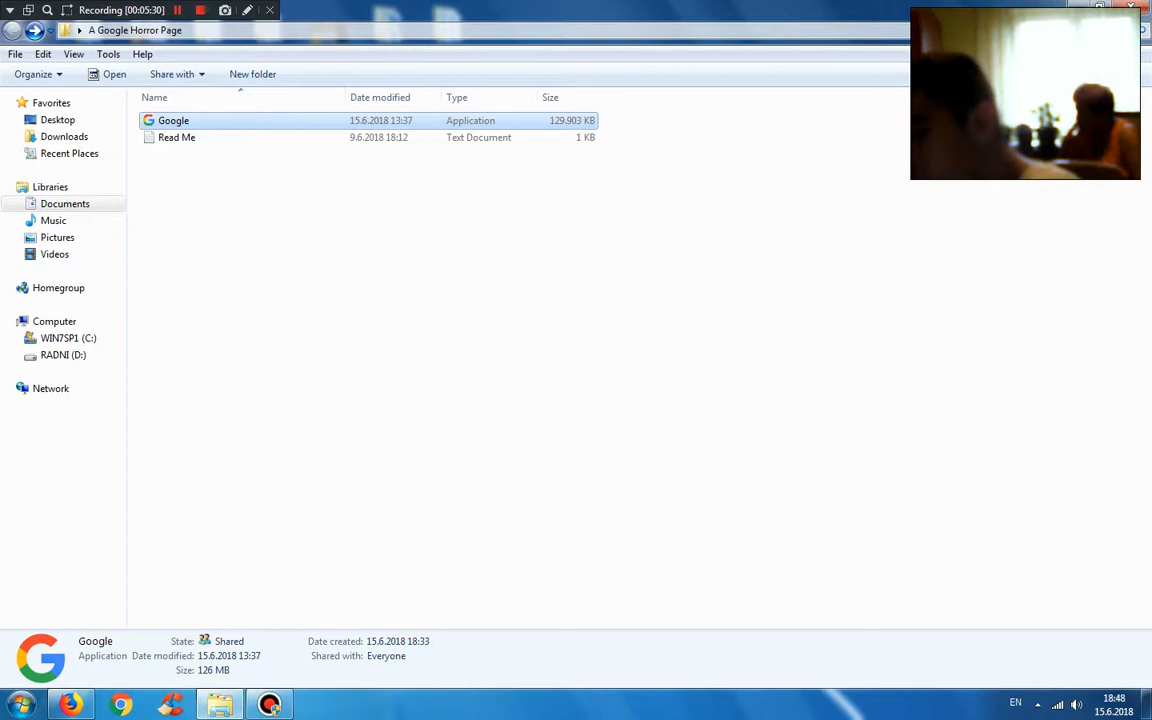 Recording [00:05:30]
A Google Horror Page
File Edit View Tools Help
Organize Open Share with New folder
Name Date modified Type Size
Google 15.6.2018 13:37 Application 129.903 KB
Read Me 9.6.2018 18:12 Text Document 1 KB
Favorites
Desktop
Downloads
Recent Places
Libraries
Documents
Music
Pictures
Videos
Homegroup
Computer
WIN7SP1 (C:)
RADNI (D:)
Network
Google State: Shared Date created: 15.6.2018 18:33
Application Date modified: 15.6.2018 13:37 Shared with: Everyone
Size: 126 MB
EN 18:48
15.6.2018